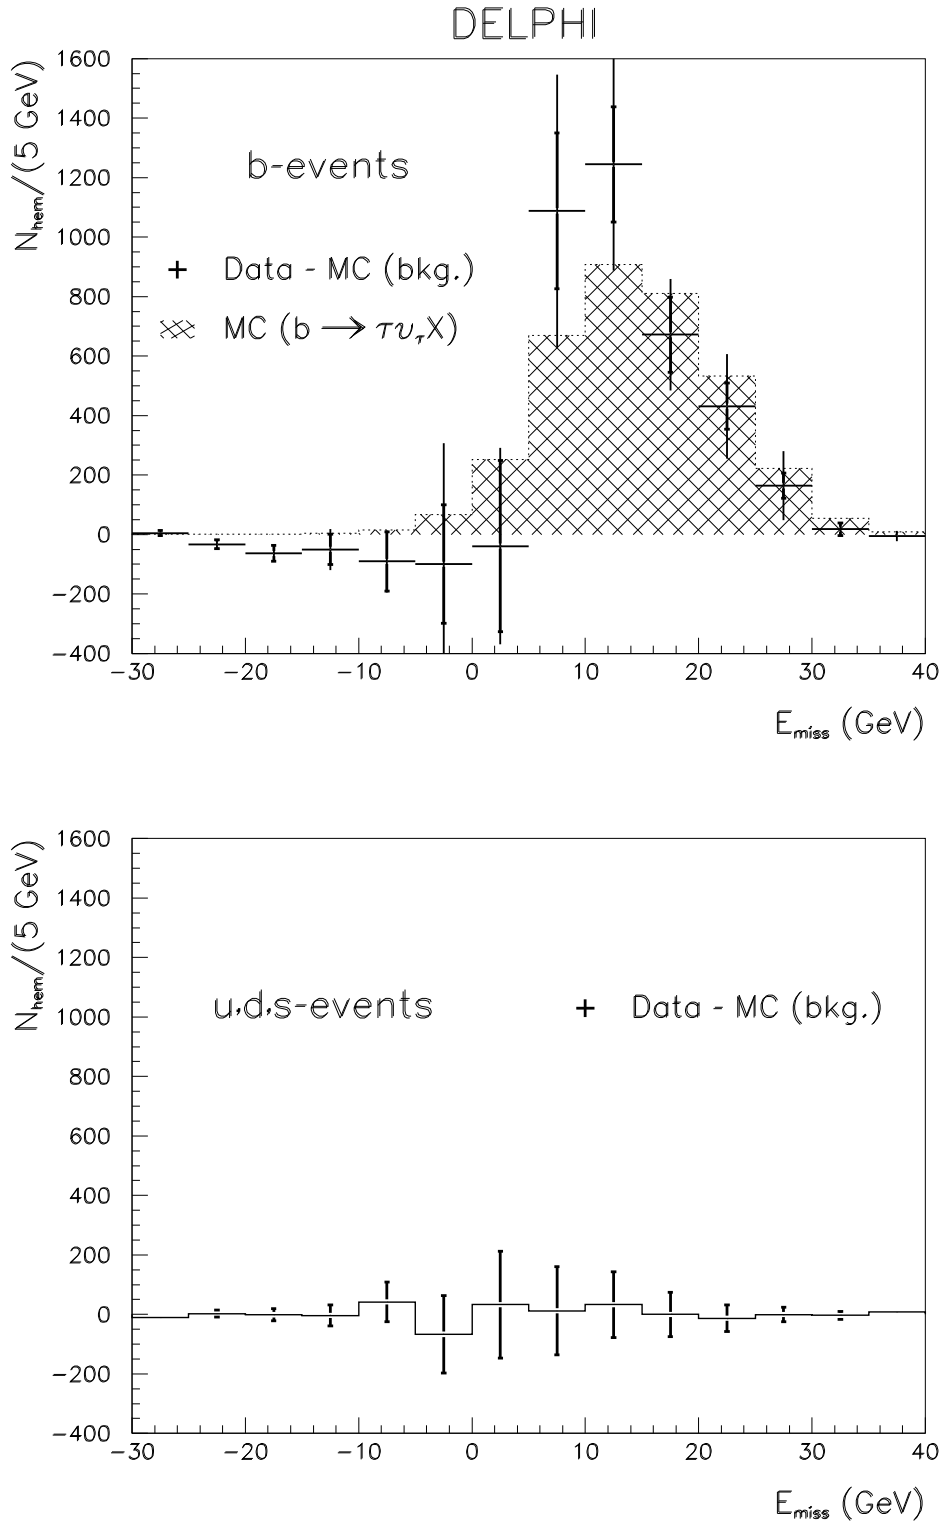 DELPHI
N_hem/(5 GeV)
1600
1400
1200
1000
800
600
400
200
0
−200
−400
b-events
Data - MC (bkg.)
MC (b → τυ_τX)
−30 −20 −10 0 10 20 30 40
E_miss (GeV)
N_hem/(5 GeV)
1600
1400
1200
1000
800
600
400
200
0
−200
−400
u,d,s-events
Data - MC (bkg.)
−30 −20 −10 0 10 20 30 40
E_miss (GeV)